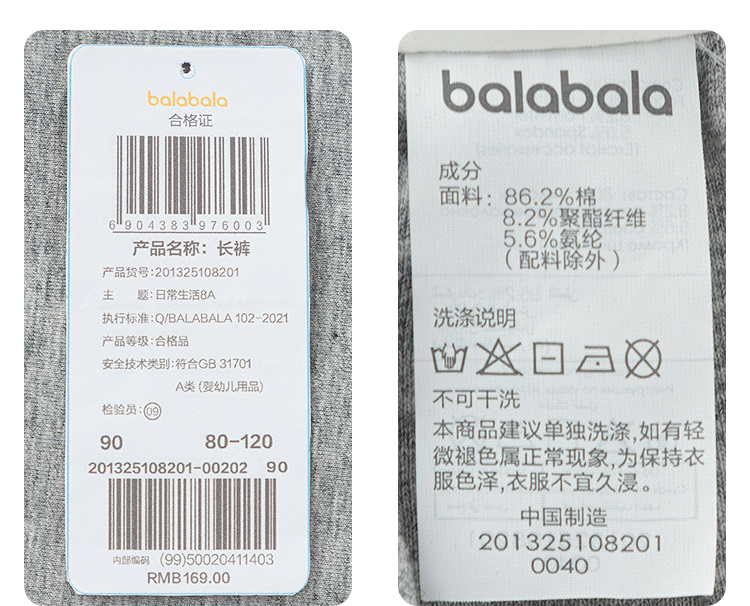 balabala
合格证
6904383976003
产品名称：长裤
产品货号:201325108201
主 题:日常生活8A
执行标准:Q/BALABALA 102-2021
产品等级:合格品
安全技术类别:符合GB 31701
A类 (婴幼儿用品)
检验员:09
90 80-120
201325108201-00202 90
内部编码 (99)50020411403
RMB169.00
balabala
成分
面料: 86.2%棉
8.2%聚酯纤维
5.6%氨纶
(配料除外)
洗涤说明
不可干洗
本商品建议单独洗涤,如有轻
微褪色属正常现象,为保持衣
服色泽,衣服不宜久浸。
中国制造
201325108201
0040